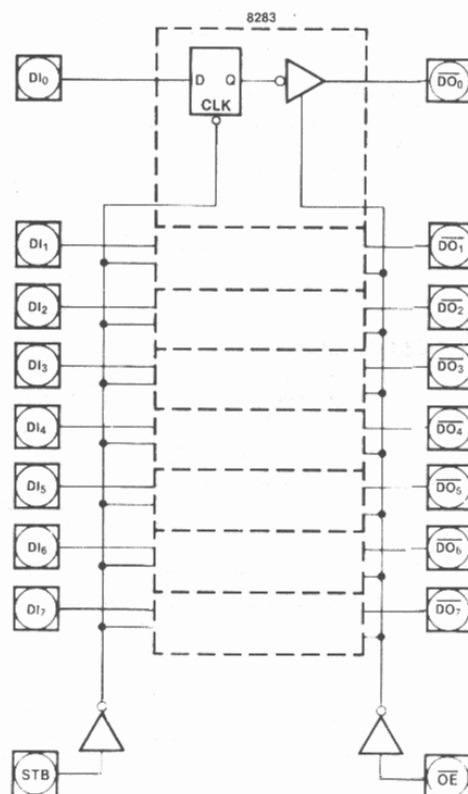 8283
DI0 D Q DO0
CLK
DI1 DO1
DI2 DO2
DI3 DO3
DI4 DO4
DI5 DO5
DI6 DO6
DI7 DO7
STB OE